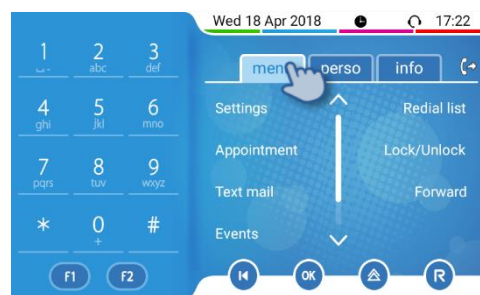 Wed 18 Apr 2018 17:22
1 2 3
abc def
menu perso info
4 5 6
ghi jkl mno
Settings Redial list
7 8 9
pqrs tuv wxyz
Appointment Lock/Unlock
Text mail Forward
* 0 #
+
Events
F1 F2 OK R